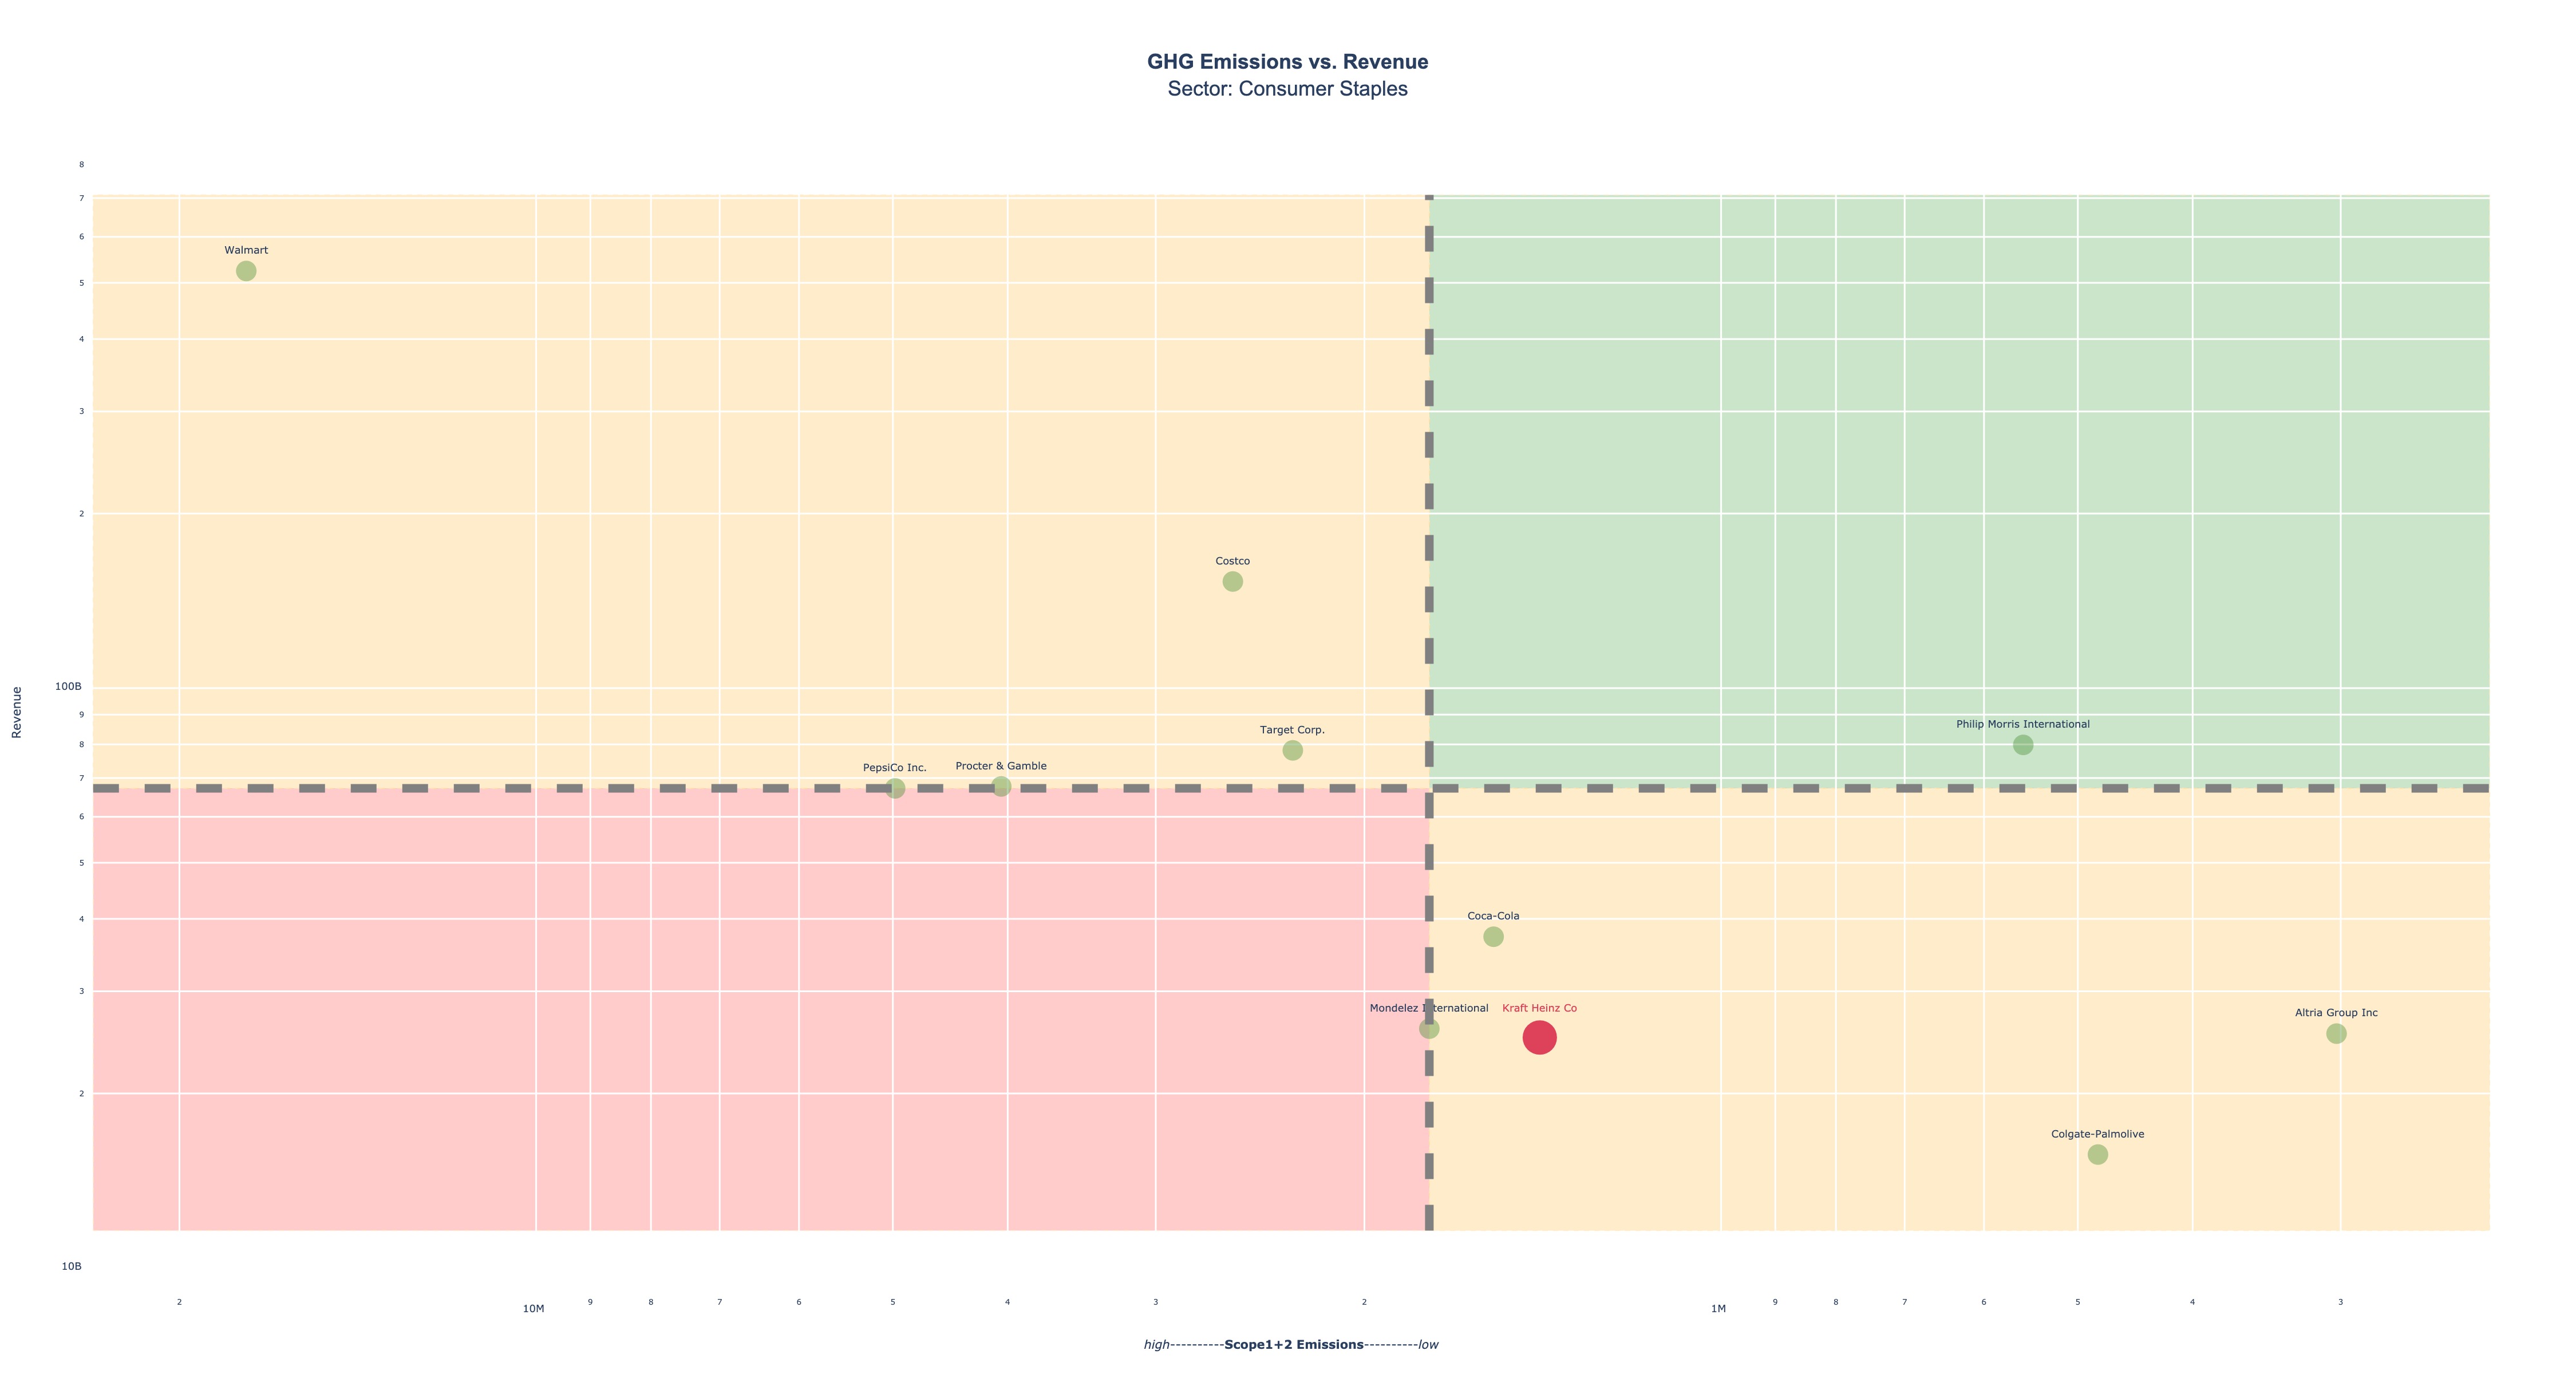 GHG Emissions vs. Revenue
Sector: Consumer Staples
8
7
Walmart
6
5
4
3
2
Costco
100B
Revenue
9
Philip Morris International
Target Corp.
8
Procter & Gamble
PepsiCo Inc.
7
6
5
Coca-Cola
4
3
Mondelez International
Kraft Heinz Co
Altria Group Inc
2
Colgate-Palmolive
10B
2
10M
9
8
7
6
5
4
3
2
1M
9
8
7
6
5
4
3
high----------Scope1+2 Emissions----------low